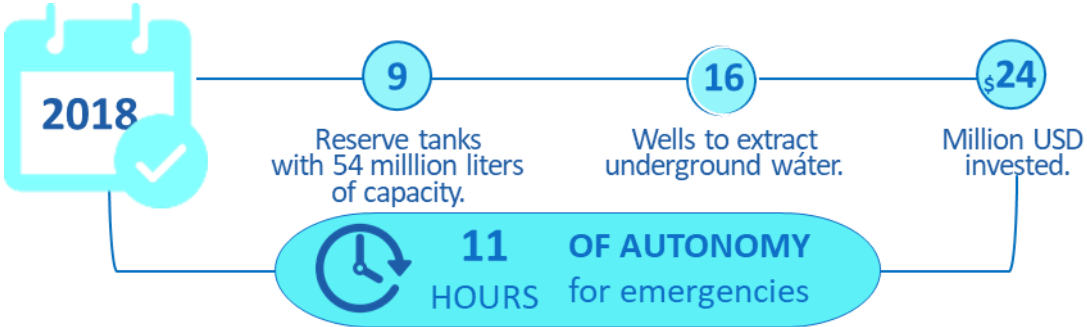 2018
9
Reserve tanks
with 54 milllion liters
of capacity.
16
Wells to extract
underground wáter.
$24
Million USD
invested.
11
HOURS
OF AUTONOMY
for emergencies